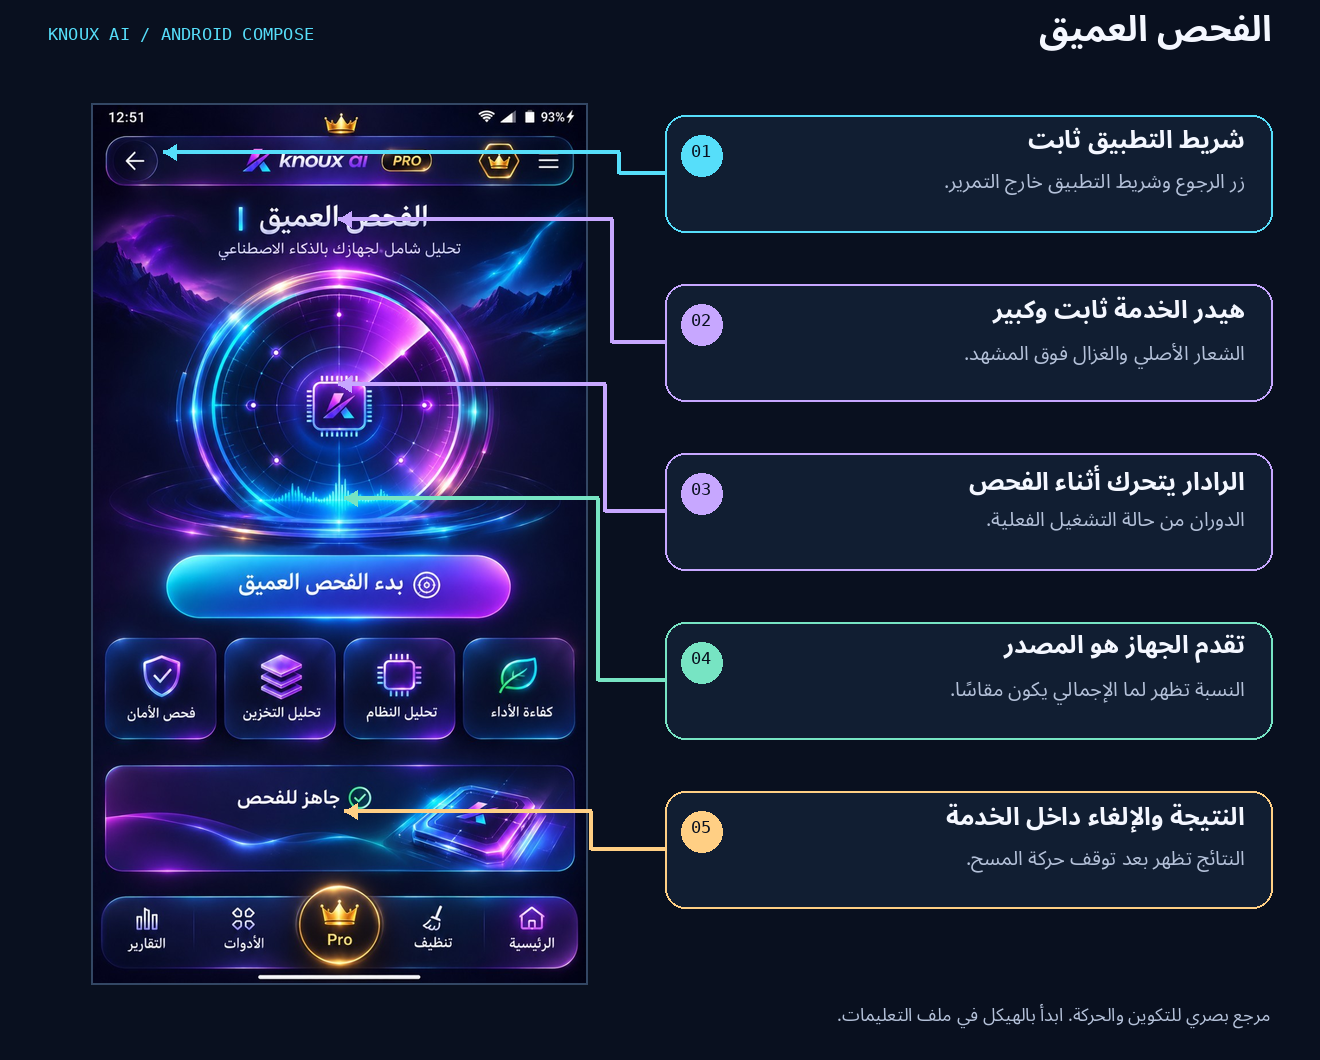 KNOUX AI / ANDROID COMPOSE
الفحص العميق
12:51
93%
knoux ai PRO
الفحص العميق
تحليل شامل لجهازك بالذكاء الاصطناعي
بدء الفحص العميق
كفاءة الأداء
تحليل النظام
تحليل التخزين
فحص الأمان
جاهز للفحص
الرئيسية
تنظيف
Pro
الأدوات
التقارير
01
شريط التطبيق ثابت
زر الرجوع وشريط التطبيق خارج التمرير.
02
هيدر الخدمة ثابت وكبير
الشعار الأصلي والغزال فوق المشهد.
03
الرادار يتحرك أثناء الفحص
الدوران من حالة التشغيل الفعلية.
04
تقدم الجهاز هو المصدر
النسبة تظهر لما الإجمالي يكون مقاسًا.
05
النتيجة والإلغاء داخل الخدمة
النتائج تظهر بعد توقف حركة المسح.
مرجع بصري للتكوين والحركة. ابدأ بالهيكل في ملف التعليمات.